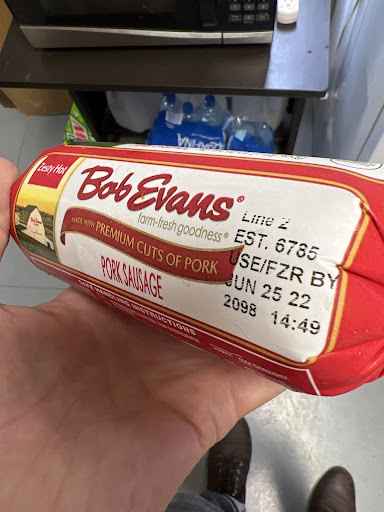 Zesty Hot
Bob Evans®
farm-fresh goodness®
MADE WITH PREMIUM CUTS OF PORK
PORK SAUSAGE
Line 2
EST. 6785
USE/FZR BY
JUN 25 22
2098 14:49
SAFE HANDLING INSTRUCTIONS